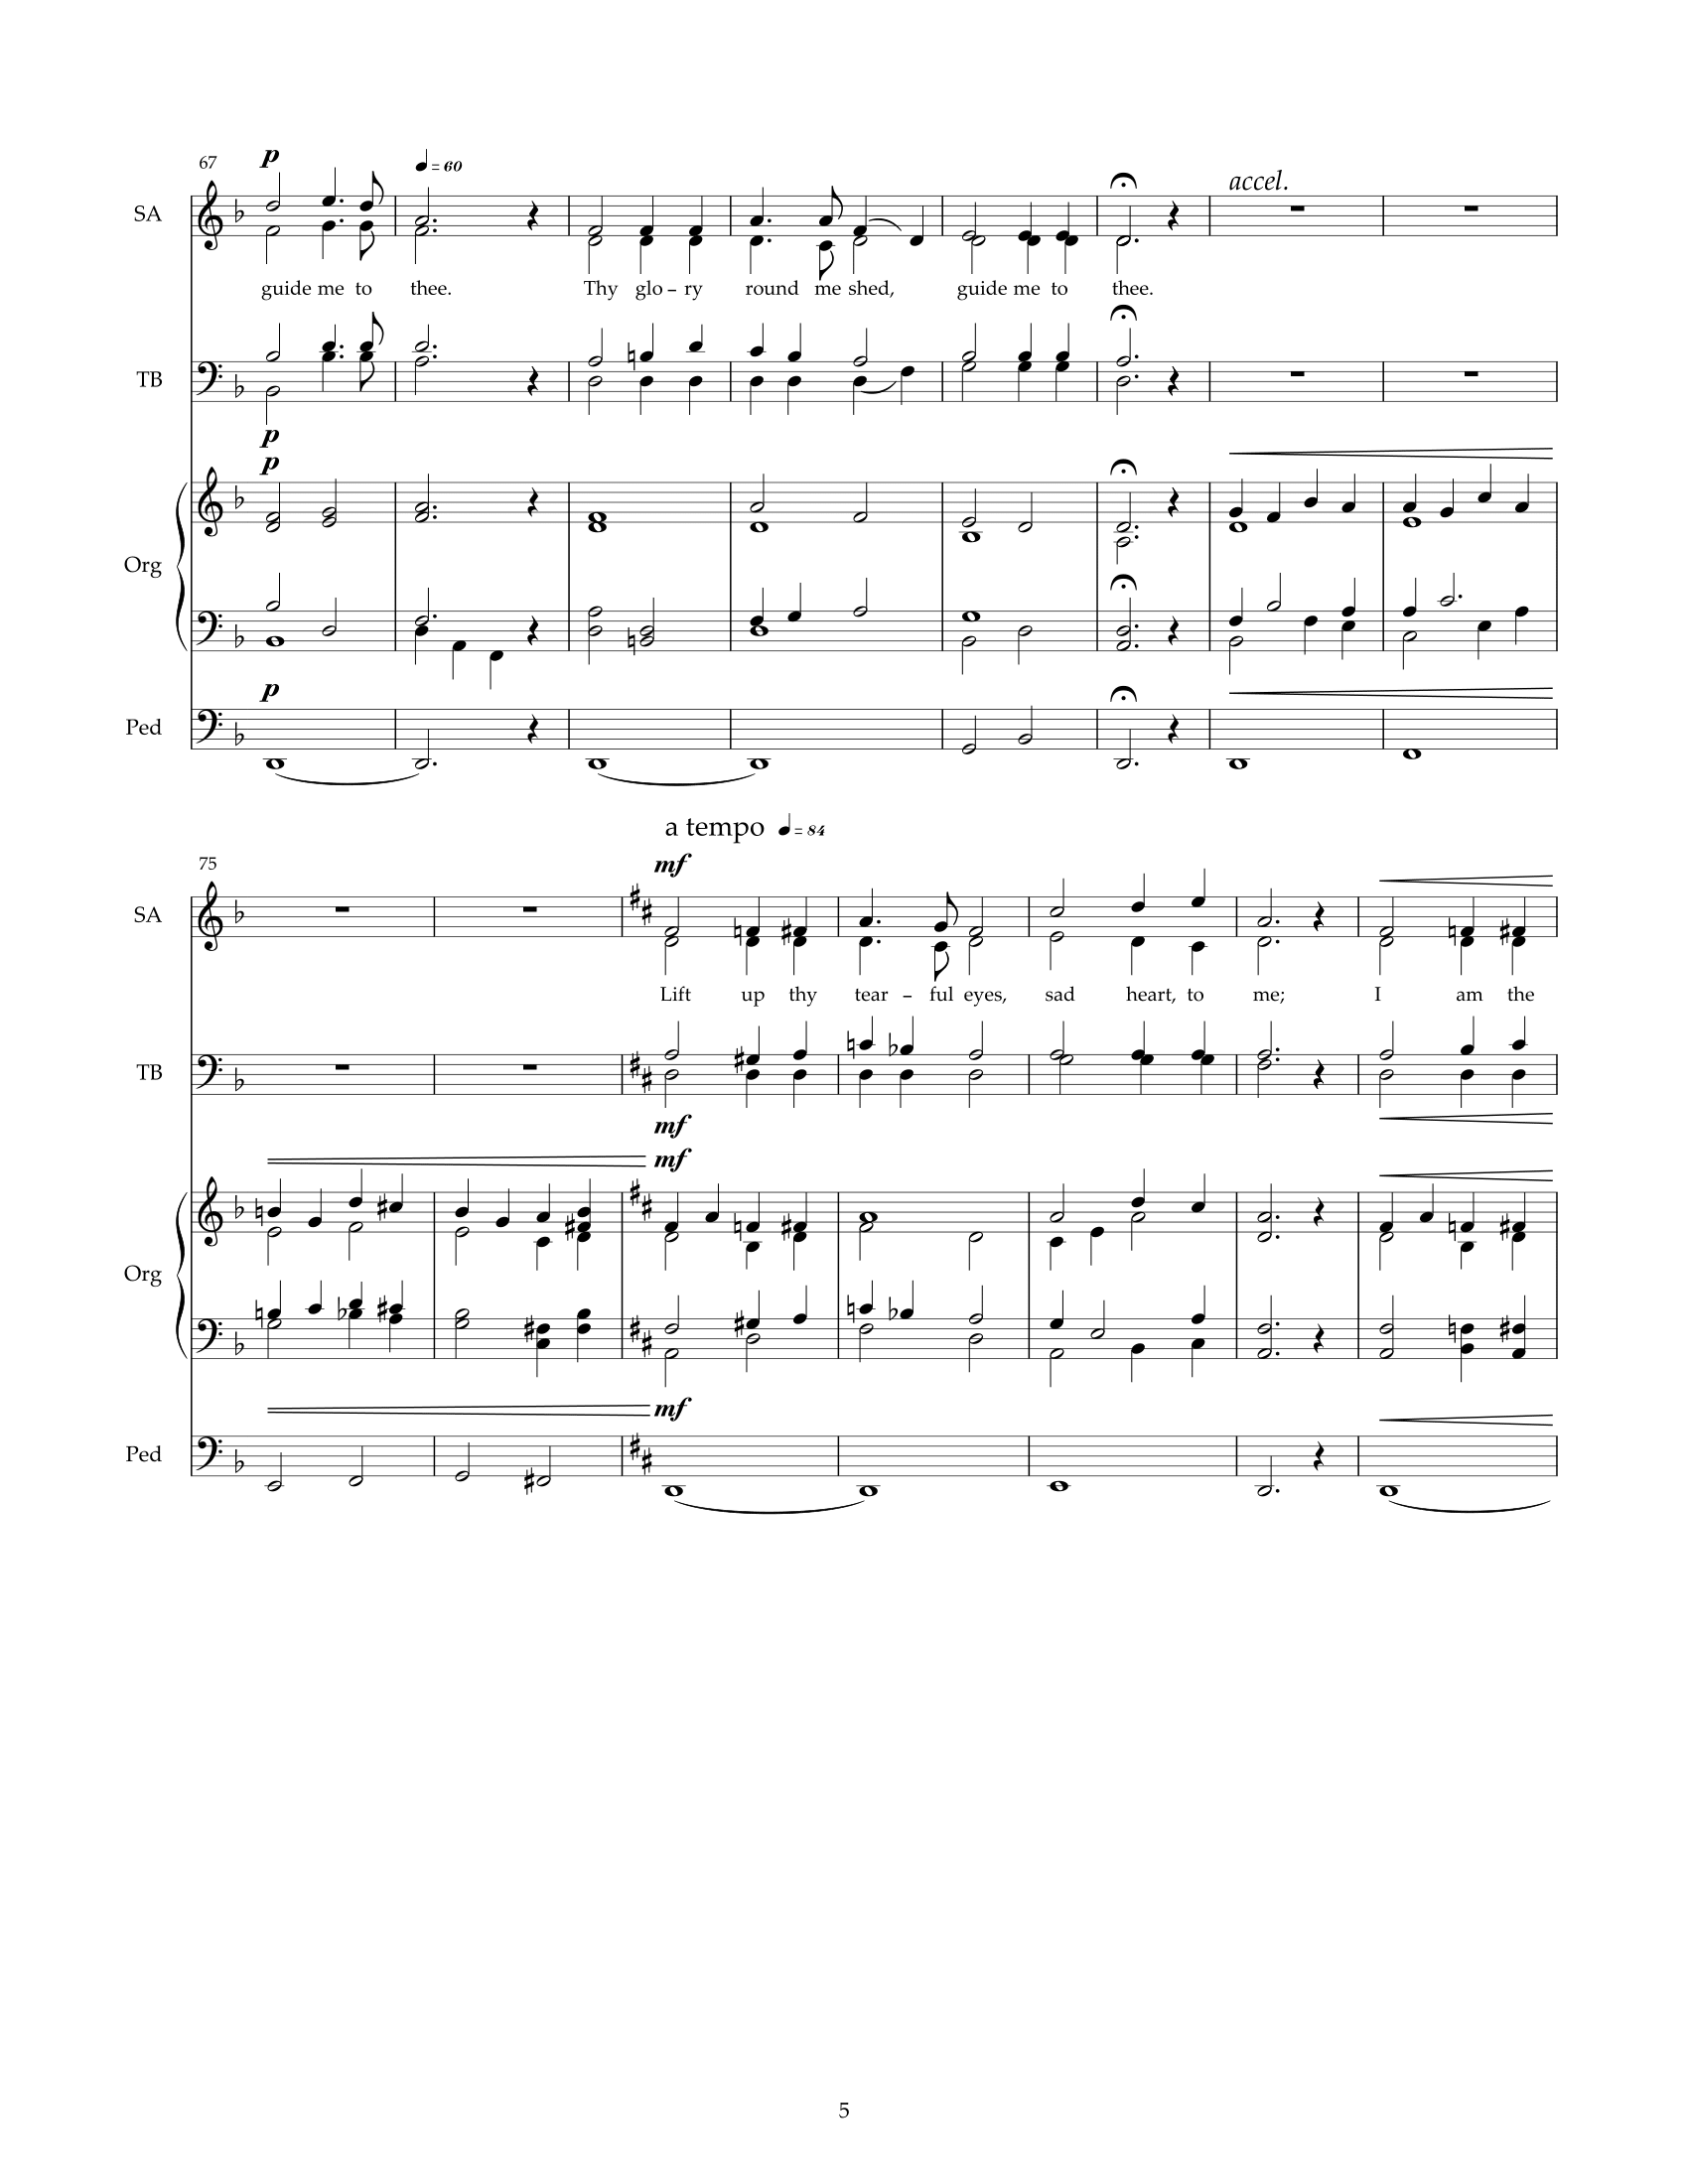 67
p
♩ = 60
accel.
SA
guide me to thee. Thy glo – ry round me shed, guide me to thee.
TB
p
p
Org
p
Ped
a tempo ♩ = 84
75
mf
SA
Lift up thy tear – ful eyes, sad heart, to me; I am the
TB
mf
mf
Org
mf
Ped
5